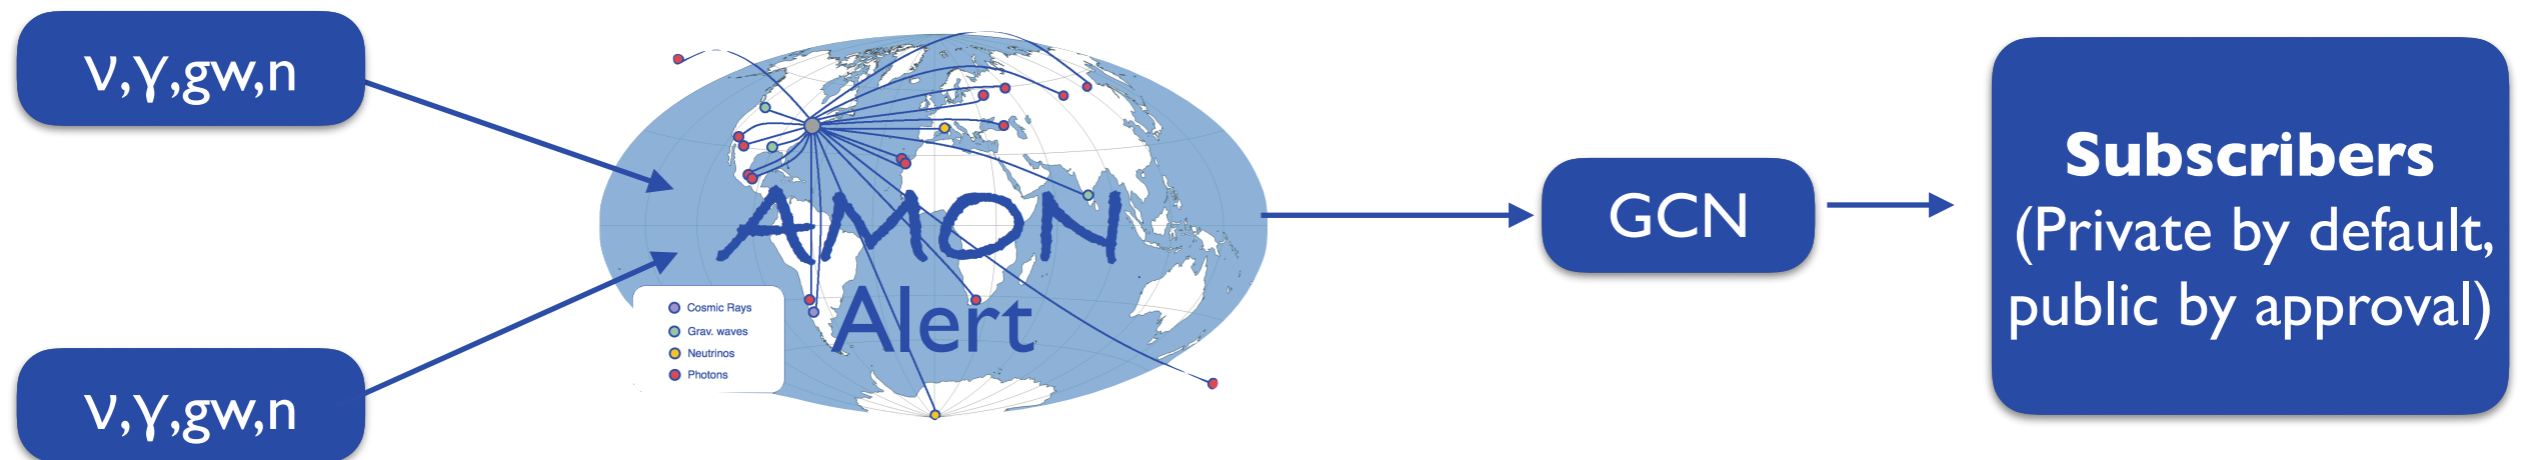 ν,γ,gw,n
ν,γ,gw,n
AMON
Alert
Cosmic Rays
Grav. waves
Neutrinos
Photons
GCN
Subscribers
(Private by default,
public by approval)